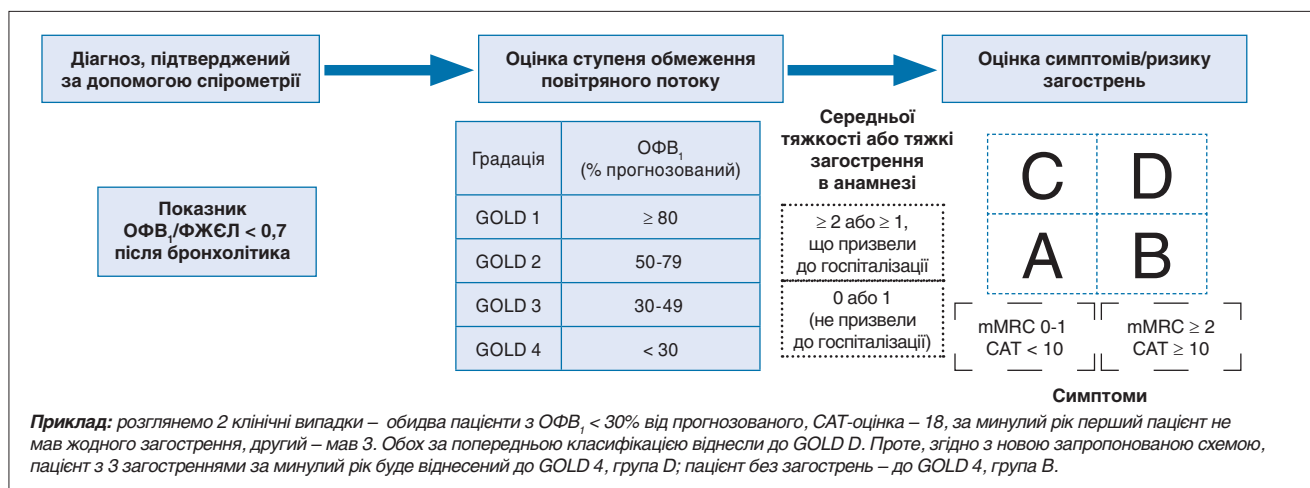 Діагноз, підтверджений
за допомогою спірометрії
Оцінка ступеня обмеження
повітряного потоку
Оцінка симптомів/ризику
загострень
Показник
ОФВ₁/ФЖЄЛ < 0,7
після бронхолітика
Градація
ОФВ₁
(% прогнозований)
GOLD 1
≥ 80
GOLD 2
50-79
GOLD 3
30-49
GOLD 4
< 30
Середньої
тяжкості або тяжкі
загострення
в анамнезі
≥ 2 або ≥ 1,
що призвели
до госпіталізації
0 або 1
(не призвели
до госпіталізації)
C D
A B
mMRC 0-1
CAT < 10
mMRC ≥ 2
CAT ≥ 10
Симптоми
Приклад: розглянемо 2 клінічні випадки – обидва пацієнти з ОФВ₁ < 30% від прогнозованого, САТ-оцінка – 18, за минулий рік перший пацієнт не
мав жодного загострення, другий – мав 3. Обох за попередньою класифікацією віднесли до GOLD D. Проте, згідно з новою запропонованою схемою,
пацієнт з 3 загостреннями за минулий рік буде віднесений до GOLD 4, група D; пацієнт без загострень – до GOLD 4, група B.